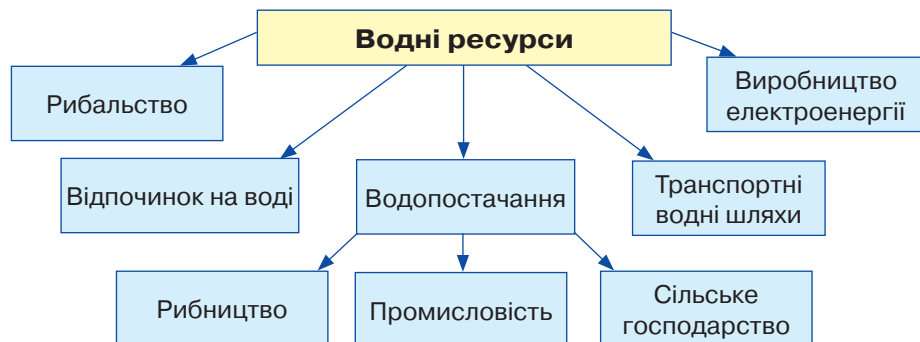 Водні ресурси
Рибальство
Виробництво
електроенергії
Відпочинок на воді
Водопостачання
Транспортні
водні шляхи
Рибництво
Промисловість
Сільське
господарство